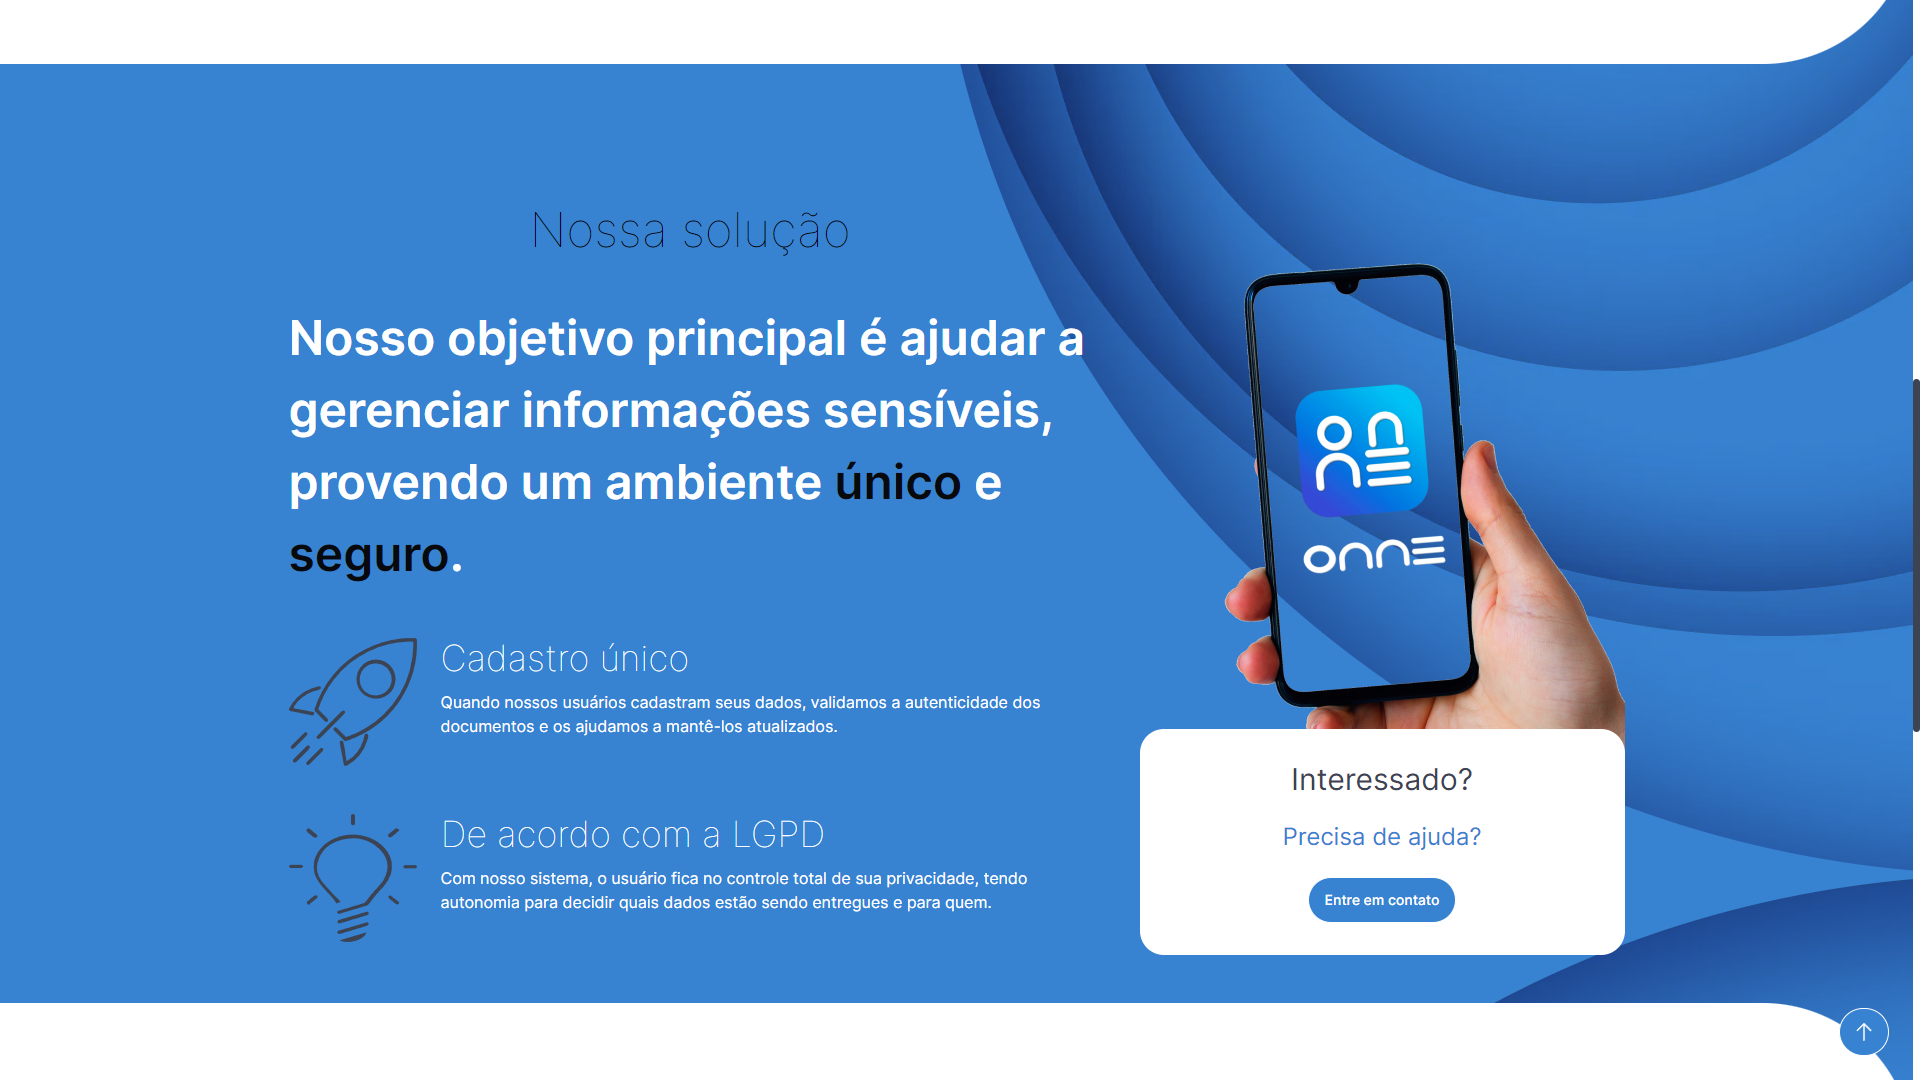 Nossa solução
Nosso objetivo principal é ajudar a
gerenciar informações sensíveis,
provendo um ambiente único e
seguro.
Cadastro único
Quando nossos usuários cadastram seus dados, validamos a autenticidade dos
documentos e os ajudamos a mantê-los atualizados.
De acordo com a LGPD
Com nosso sistema, o usuário fica no controle total de sua privacidade, tendo
autonomia para decidir quais dados estão sendo entregues e para quem.
onne
onne
Interessado?
Precisa de ajuda?
Entre em contato